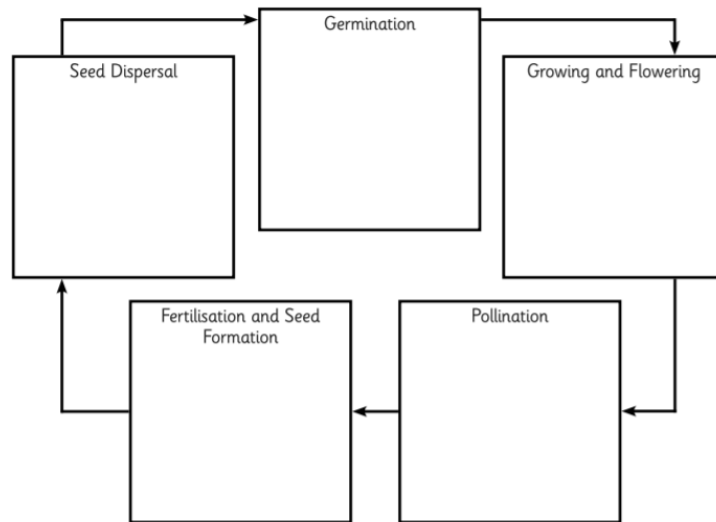 Germination
Seed Dispersal
Growing and Flowering
Fertilisation and Seed
Formation
Pollination